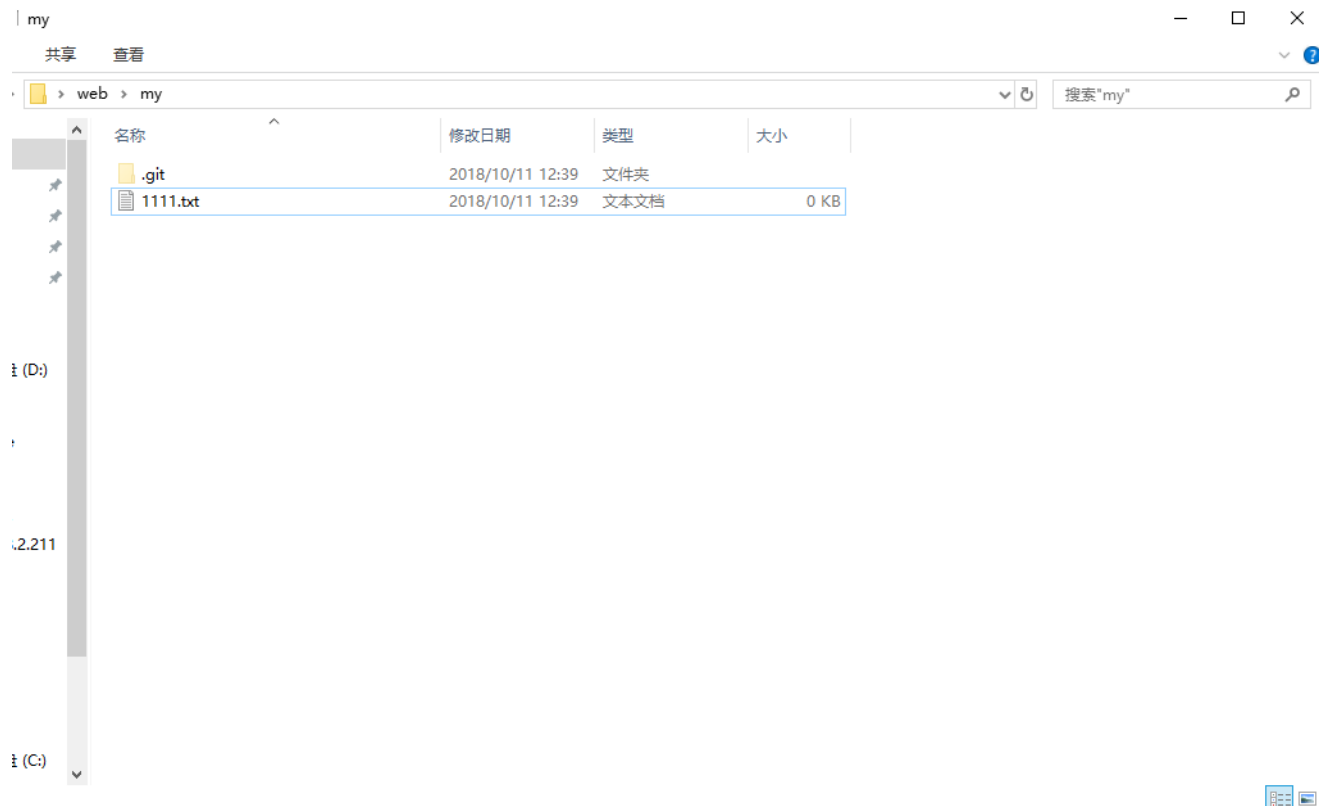 my
共享 查看
web my 搜索"my"
名称 修改日期 类型 大小
.git 2018/10/11 12:39 文件夹
1111.txt 2018/10/11 12:39 文本文档 0 KB
(D:)
.2.211
(C:)